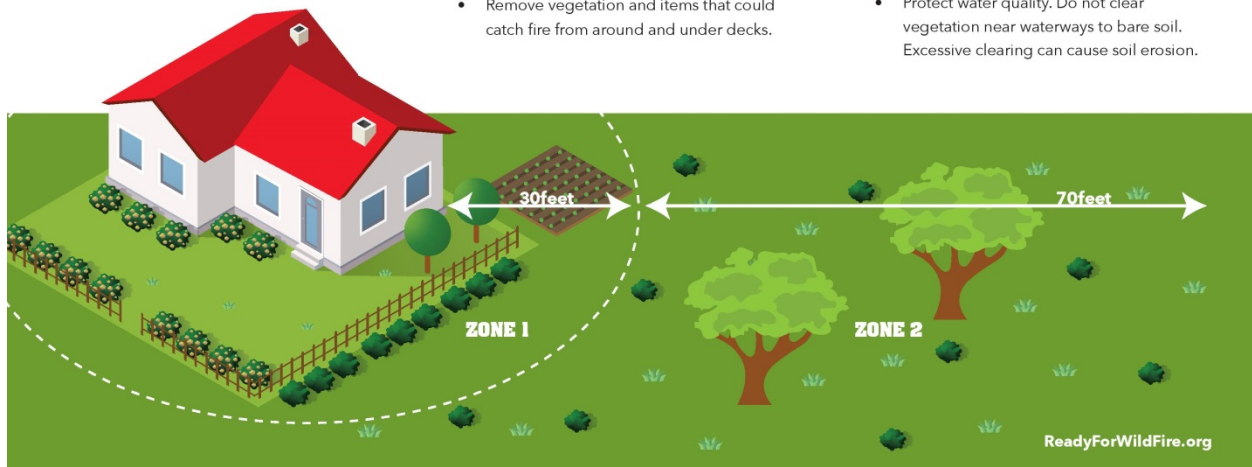 • Remove vegetation and items that could
catch fire from around and under decks.
• Protect water quality. Do not clear
vegetation near waterways to bare soil.
Excessive clearing can cause soil erosion.
30feet
70feet
ZONE 1
ZONE 2
ReadyForWildFire.org